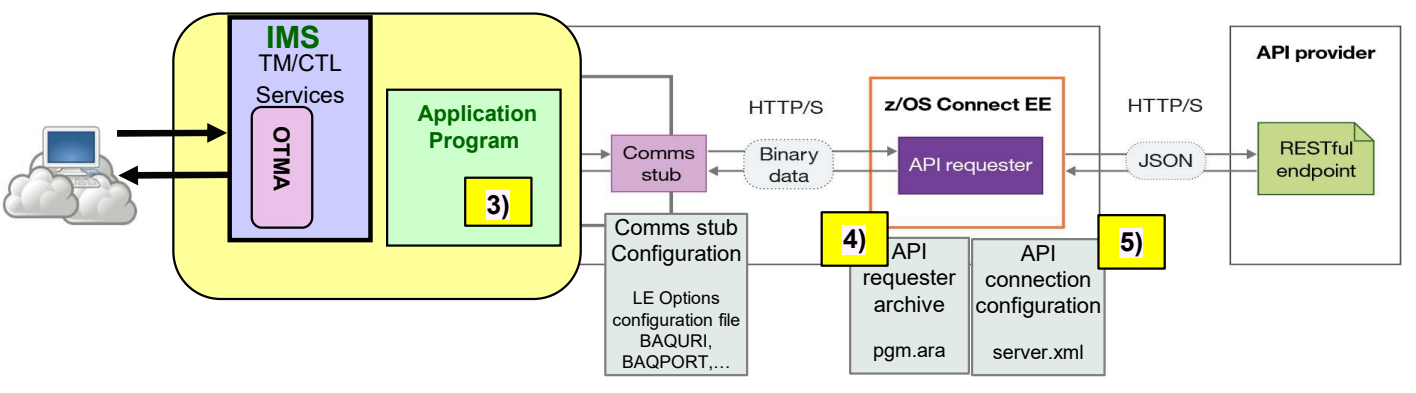 IMS
TM/CTL
Services
OTMA
Application
Program
3)
Comms
stub
Comms stub
Configuration
LE Options
configuration file
BAQURI,
BAQPORT,…
HTTP/S
Binary
data
z/OS Connect EE
API requester
4)
API
requester
archive
pgm.ara
API
connection
configuration
server.xml
5)
HTTP/S
JSON
API provider
RESTful
endpoint